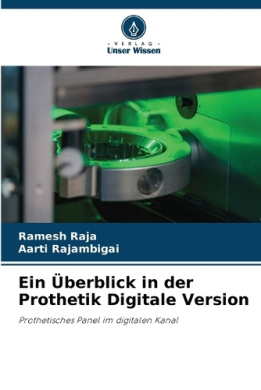 - VERLAG -
Unser Wissen
Ramesh Raja
Aarti Rajambigai
Ein Überblick in der
Prothetik Digitale Version
Prothetisches Panel im digitalen Kanal